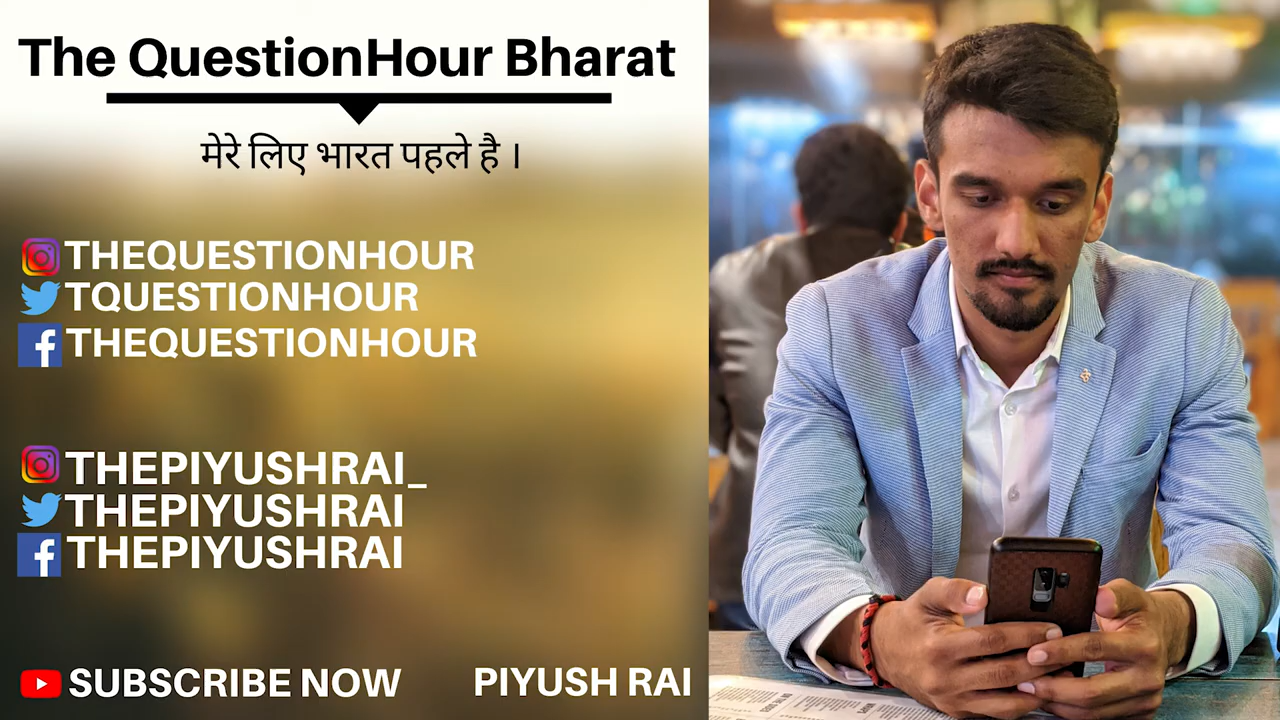 The QuestionHour Bharat
मेरे लिए भारत पहले है ।
THEQUESTIONHOUR
TQUESTIONHOUR
THEQUESTIONHOUR
THEPIYUSHRAI_
THEPIYUSHRAI
THEPIYUSHRAI
SUBSCRIBE NOW
PIYUSH RAI